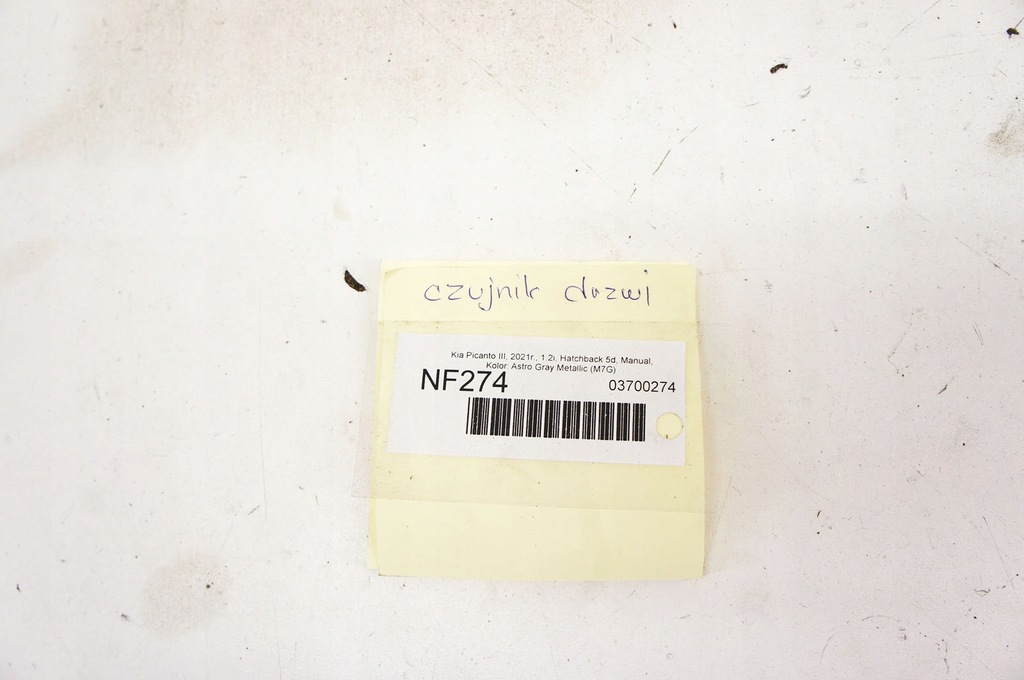 czujnik drzwi
Kia Picanto III, 2021r., 1.2i, Hatchback 5d, Manual,
Kolor: Astro Gray Metallic (M7G)
NF274 03700274